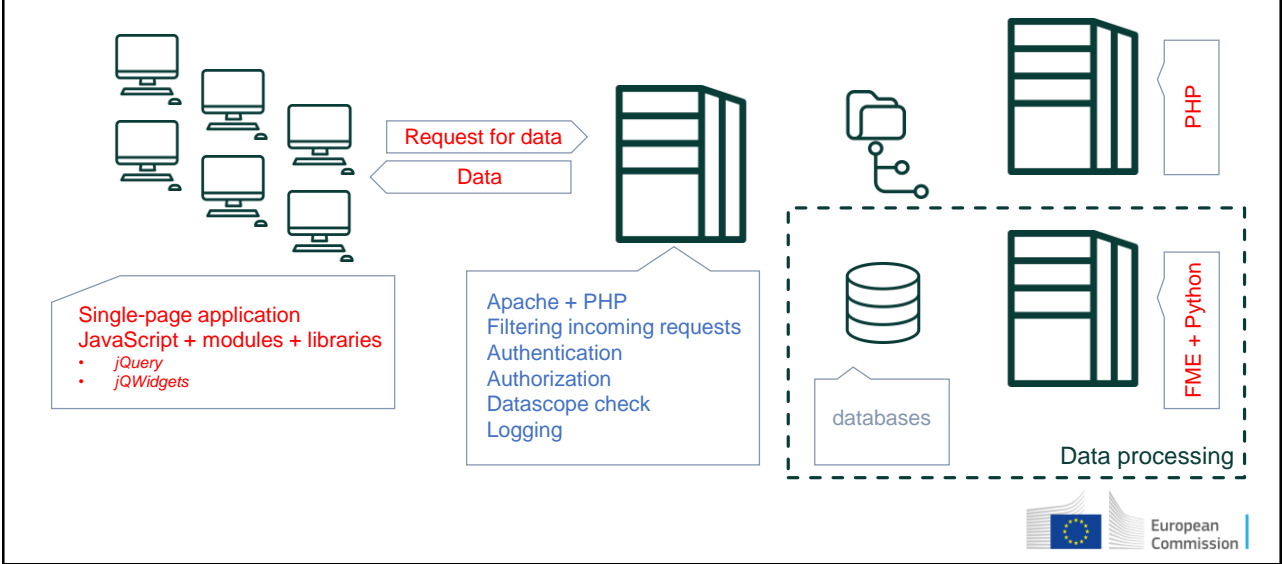 Request for data
Data
Single-page application
JavaScript + modules + libraries
• jQuery
• jQWidgets
Apache + PHP
Filtering incoming requests
Authentication
Authorization
Datascope check
Logging
PHP
databases
FME + Python
Data processing
European
Commission